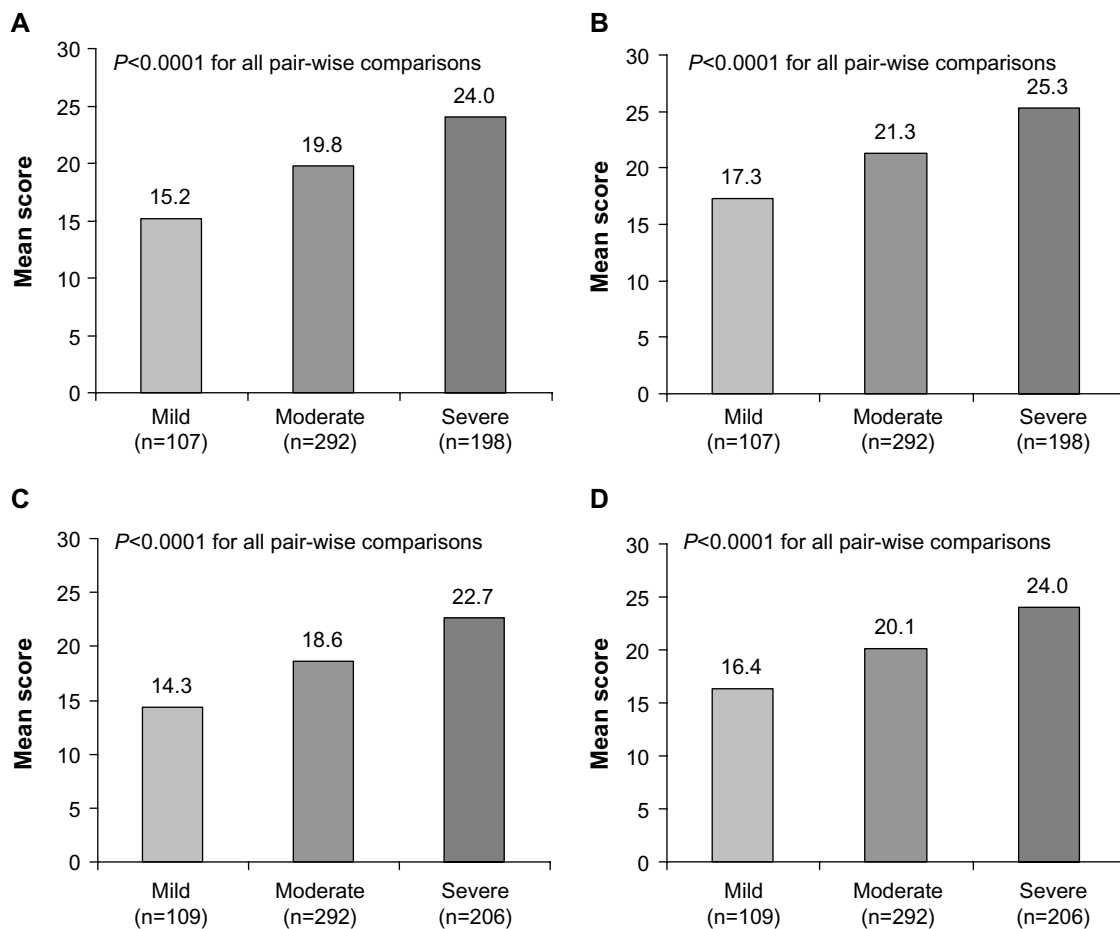 A
P<0.0001 for all pair-wise comparisons
Mean score
30
25
20
15
10
5
0
15.2
19.8
24.0
Mild
(n=107)
Moderate
(n=292)
Severe
(n=198)
B
P<0.0001 for all pair-wise comparisons
Mean score
30
25
20
15
10
5
0
17.3
21.3
25.3
Mild
(n=107)
Moderate
(n=292)
Severe
(n=198)
C
P<0.0001 for all pair-wise comparisons
Mean score
30
25
20
15
10
5
0
14.3
18.6
22.7
Mild
(n=109)
Moderate
(n=292)
Severe
(n=206)
D
P<0.0001 for all pair-wise comparisons
Mean score
30
25
20
15
10
5
0
16.4
20.1
24.0
Mild
(n=109)
Moderate
(n=292)
Severe
(n=206)